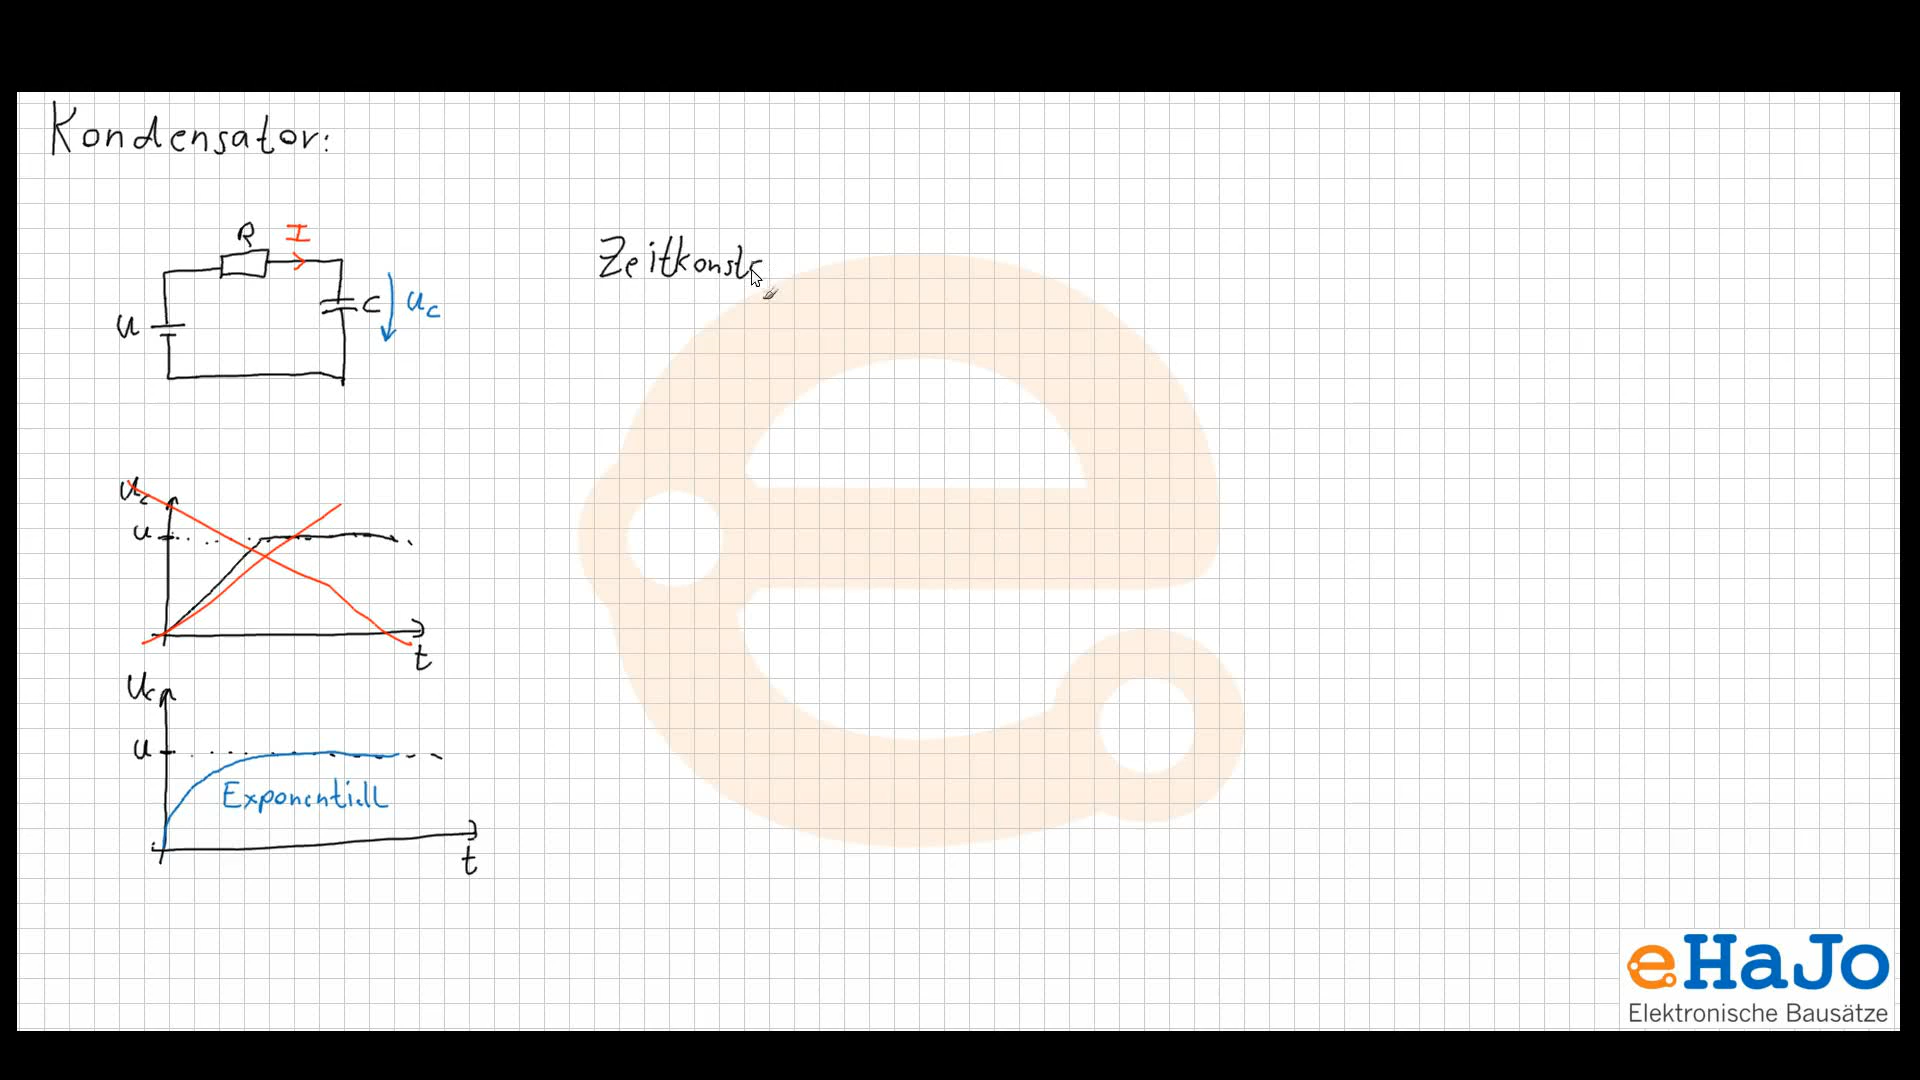 Kondensator:
R
I
U
C
uc
Zeitkonst
Uc
U
t
Uc
U
Exponentiell
t
eHaJo
Elektronische Bausätze